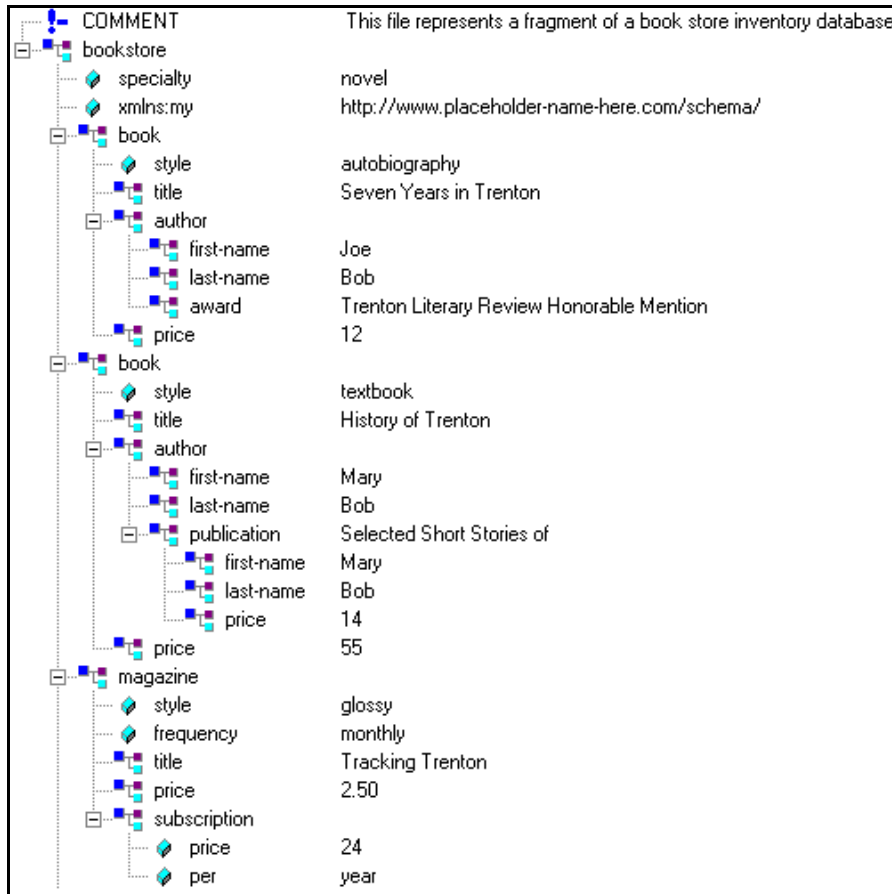 COMMENT This file represents a fragment of a book store inventory database
bookstore
specialty novel
xmlns:my http://www.placeholder-name-here.com/schema/
book
style autobiography
title Seven Years in Trenton
author
first-name Joe
last-name Bob
award Trenton Literary Review Honorable Mention
price 12
book
style textbook
title History of Trenton
author
first-name Mary
last-name Bob
publication Selected Short Stories of
first-name Mary
last-name Bob
price 14
price 55
magazine
style glossy
frequency monthly
title Tracking Trenton
price 2.50
subscription
price 24
per year